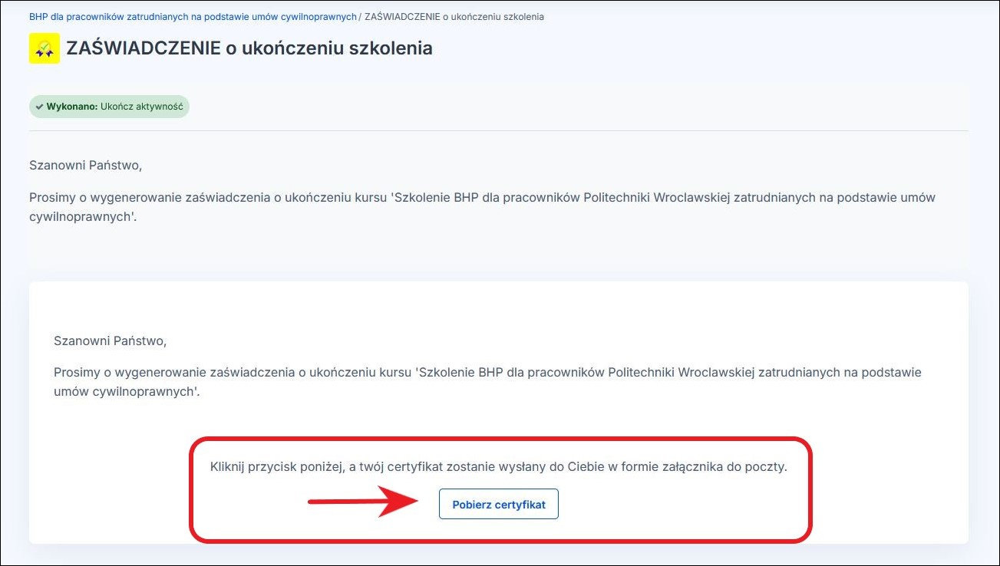 BHP dla pracowników zatrudnianych na podstawie umów cywilnoprawnych / ZAŚWIADCZENIE o ukończeniu szkolenia
ZAŚWIADCZENIE o ukończeniu szkolenia
Wykonano: Ukończ aktywność
Szanowni Państwo,
Prosimy o wygenerowanie zaświadczenia o ukończeniu kursu 'Szkolenie BHP dla pracowników Politechniki Wroclawskiej zatrudnianych na podstawie umów
cywilnoprawnych'.
Szanowni Państwo,
Prosimy o wygenerowanie zaświadczenia o ukończeniu kursu 'Szkolenie BHP dla pracowników Politechniki Wroclawskiej zatrudnianych na podstawie
umów cywilnoprawnych'.
Kliknij przycisk poniżej, a twój certyfikat zostanie wysłany do Ciebie w formie załącznika do poczty.
Pobierz certyfikat